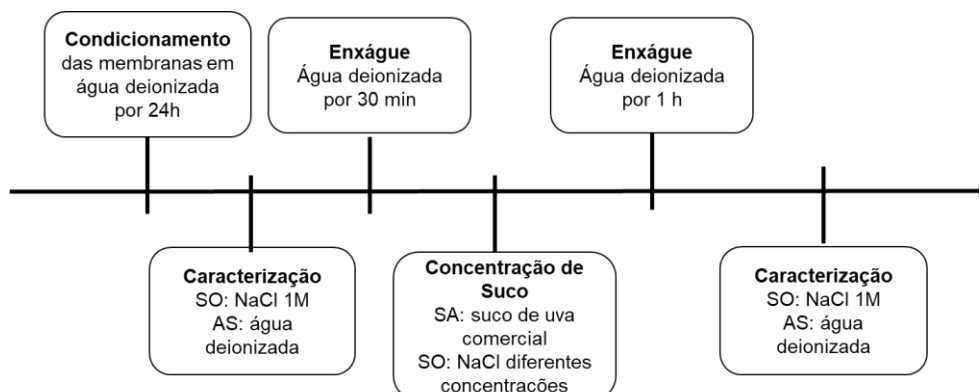 Condicionamento
das membranas em
água deionizada
por 24h
Enxágue
Água deionizada
por 30 min
Enxágue
Água deionizada
por 1 h
Caracterização
SO: NaCl 1M
AS: água
deionizada
Concentração de
Suco
SA: suco de uva
comercial
SO: NaCl diferentes
concentrações
Caracterização
SO: NaCl 1M
AS: água
deionizada